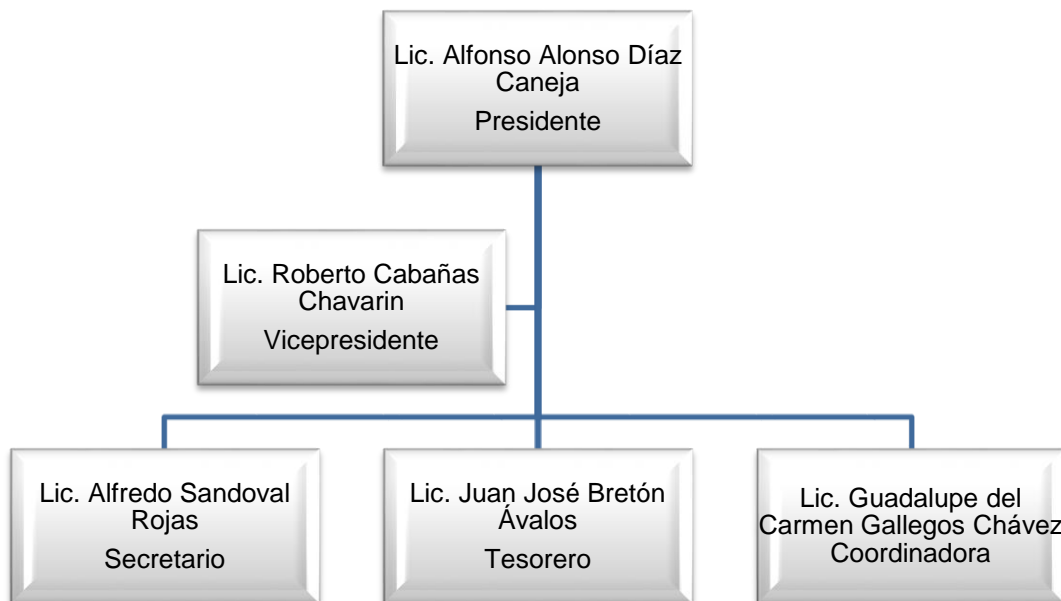 Lic. Alfonso Alonso Díaz
Caneja
Presidente
Lic. Roberto Cabañas
Chavarin
Vicepresidente
Lic. Alfredo Sandoval
Rojas
Secretario
Lic. Juan José Bretón
Ávalos
Tesorero
Lic. Guadalupe del
Carmen Gallegos Chávez
Coordinadora